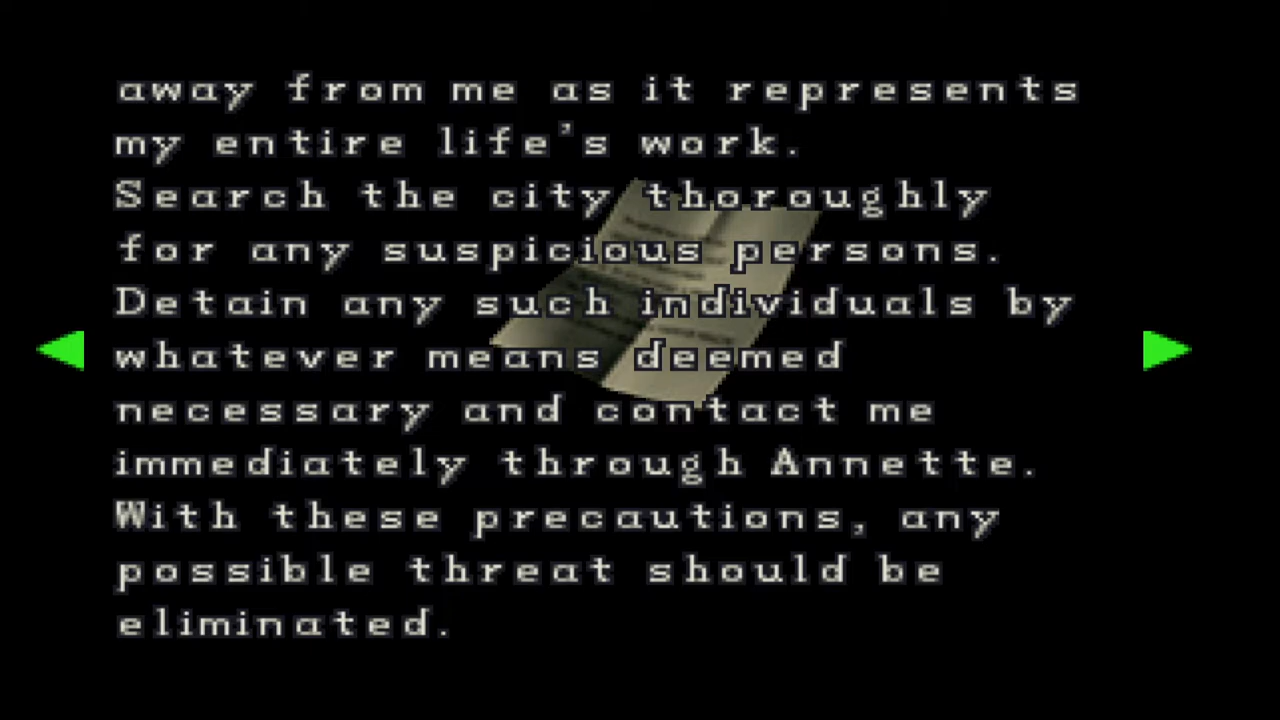 away from me as it represents
my entire life's work.
Search the city thoroughly
for any suspicious persons.
Detain any such individuals by
whatever means deemed
necessary and contact me
immediately through Annette.
With these precautions, any
possible threat should be
eliminated.